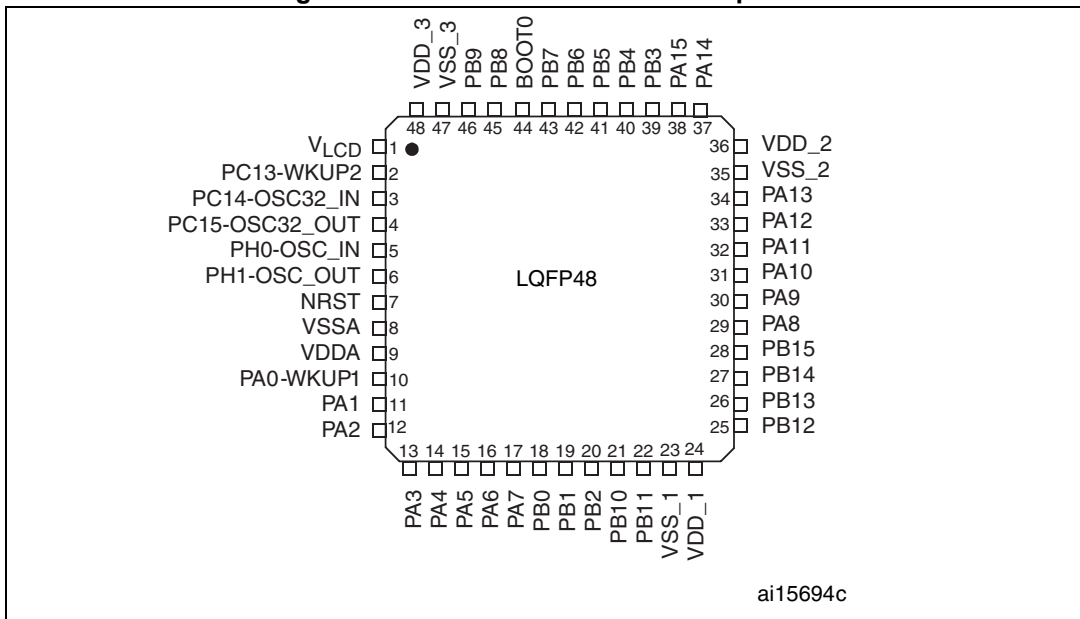 VDD_3
VSS_3
PB9
PB8
BOOT0
PB7
PB6
PB5
PB4
PB3
PA15
PA14
48 47 46 45 44 43 42 41 40 39 38 37
VLCD 1
PC13-WKUP2 2
PC14-OSC32_IN 3
PC15-OSC32_OUT 4
PH0-OSC_IN 5
PH1-OSC_OUT 6
NRST 7
VSSA 8
VDDA 9
PA0-WKUP1 10
PA1 11
PA2 12
LQFP48
36 VDD_2
35 VSS_2
34 PA13
33 PA12
32 PA11
31 PA10
30 PA9
29 PA8
28 PB15
27 PB14
26 PB13
25 PB12
13 14 15 16 17 18 19 20 21 22 23 24
PA3
PA4
PA5
PA6
PA7
PB0
PB1
PB2
PB10
PB11
VSS_1
VDD_1
ai15694c